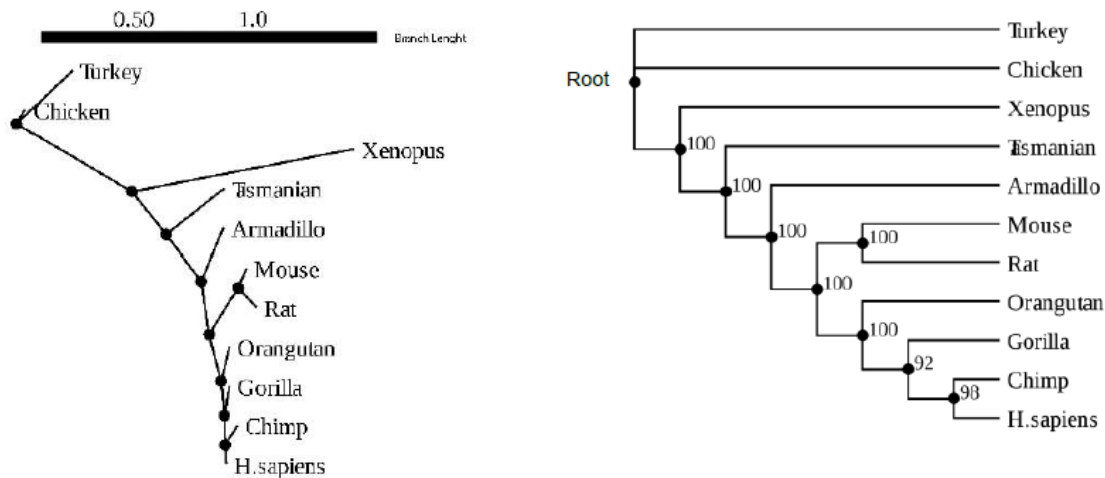 0.50 1.0
Branch Lenght
Turkey
Chicken
Xenopus
Tasmanian
Armadillo
Mouse
Rat
Orangutan
Gorilla
Chimp
H.sapiens
Root
Turkey
Chicken
Xenopus
100
Tasmanian
100
Armadillo
100
Mouse
100
Rat
100
Orangutan
100
Gorilla
92
Chimp
98
H.sapiens